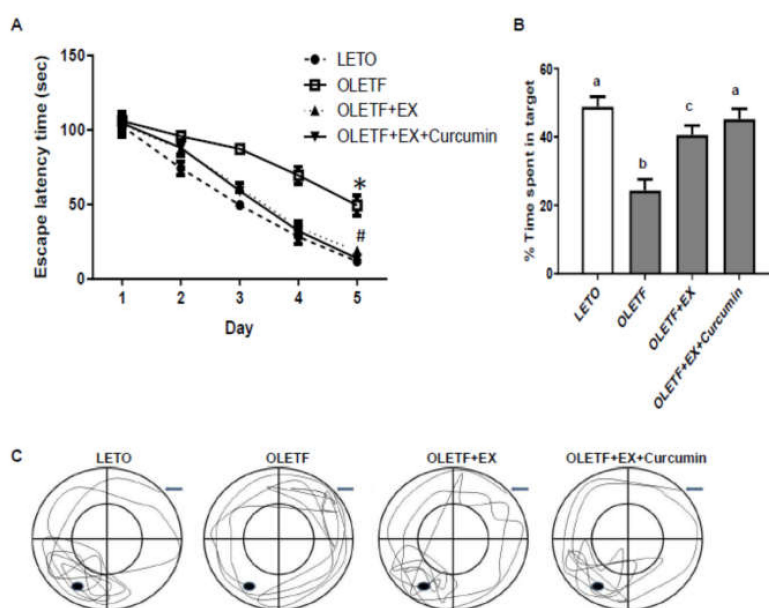 A
Escape latency time (sec)
150
100
50
0
1 2 3 4 5
Day
LETO
OLETF
OLETF+EX
OLETF+EX+Curcumin
*
#
B
% Time spent in target
60
40
20
0
a
b
c
a
LETO
OLETF
OLETF+EX
OLETF+EX+Curcumin
C
LETO OLETF OLETF+EX OLETF+EX+Curcumin